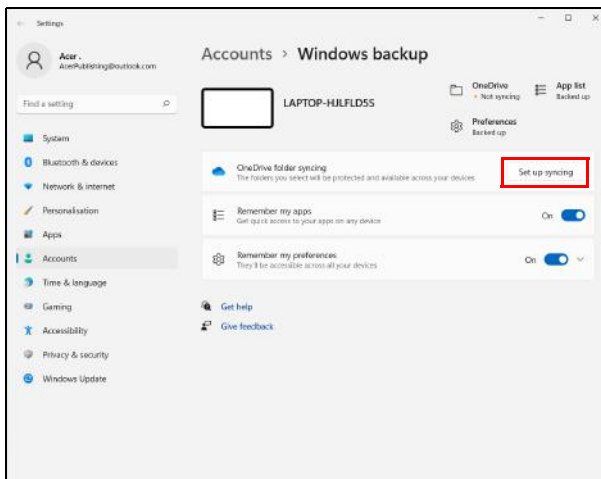 Settings
Acer .
AcerPublishing@outlook.com
Find a setting
System
Bluetooth & devices
Network & internet
Personalisation
Apps
Accounts
Time & language
Gaming
Accessibility
Privacy & security
Windows Update
Accounts > Windows backup
LAPTOP-HJLFLD5S
OneDrive
• Not syncing
App list
Backed up
Preferences
Backed up
OneDrive folder syncing
The folders you select will be protected and available across your devices
Set up syncing
Remember my apps
Get quick access to your apps on any device
On
Remember my preferences
They'll be accessible across all your devices
On
Get help
Give feedback